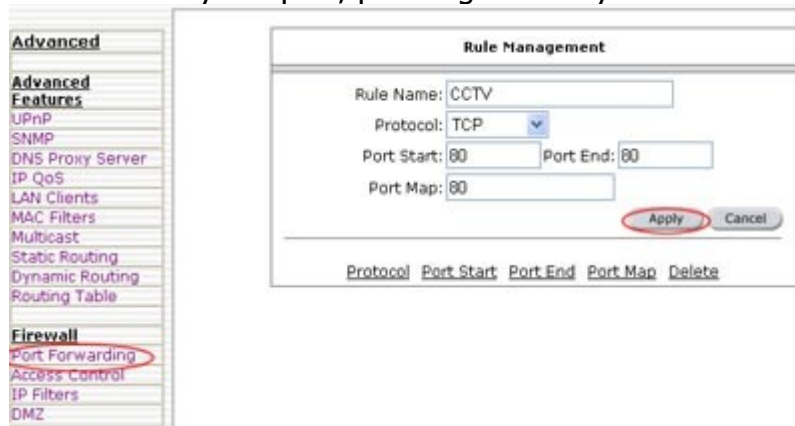 Advanced
Advanced
Features
UPnP
SNMP
DNS Proxy Server
IP QoS
LAN Clients
MAC Filters
Multicast
Static Routing
Dynamic Routing
Routing Table
Firewall
Port Forwarding
Access Control
IP Filters
DMZ
Rule Management
Rule Name: CCTV
Protocol: TCP
Port Start: 80 Port End: 80
Port Map: 80
Apply Cancel
Protocol Port Start Port End Port Map Delete